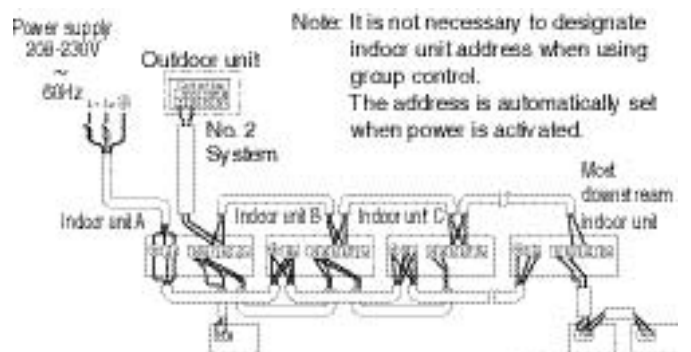 Power supply
208-230V
~
60Hz
Outdoor unit
No. 2
System
Note: It is not necessary to designate
indoor unit address when using
group control.
The address is automatically set
when power is activated.
Indoor unit A
Indoor unit B
Indoor unit C
Most
downstream
indoor unit